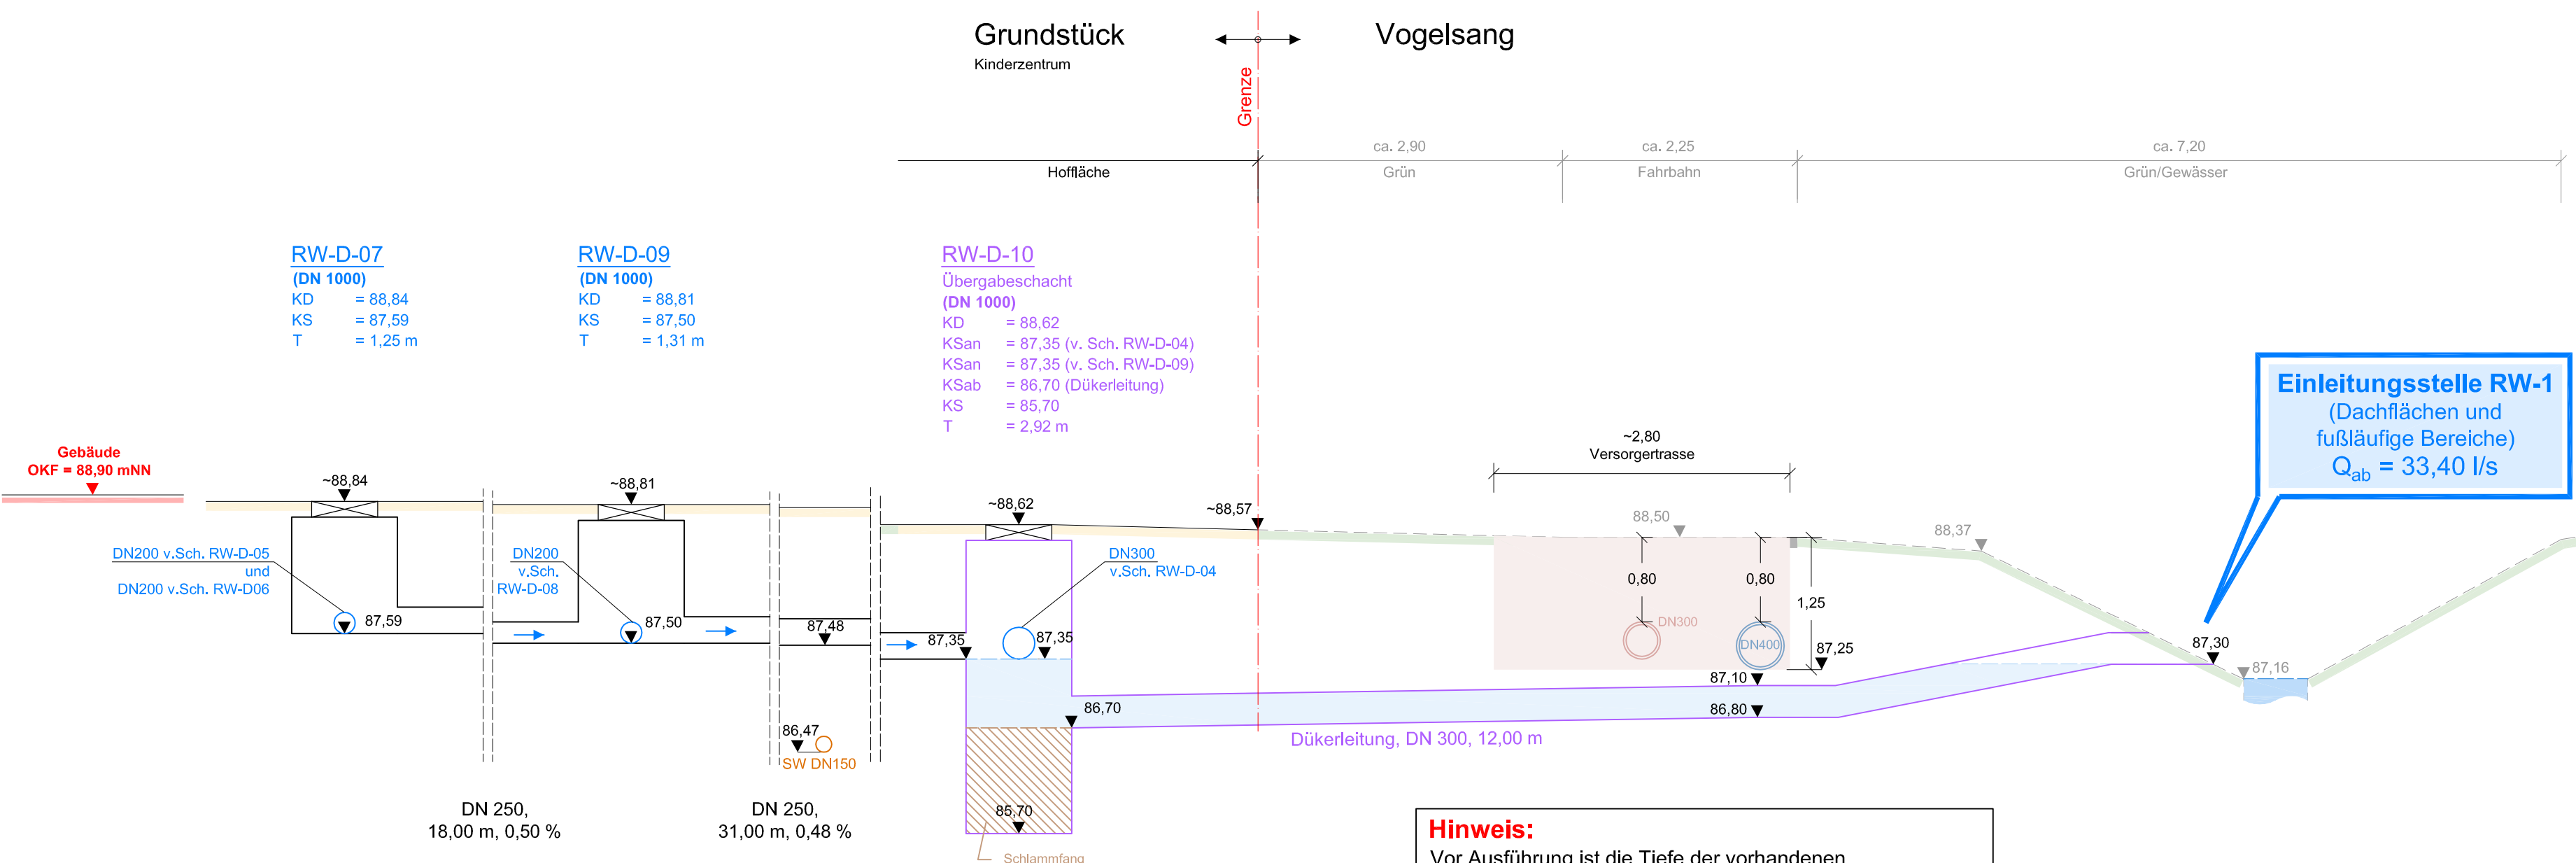 Grundstück
Kinderzentrum
Vogelsang
Grenze
ca. 2,90
ca. 2,25
ca. 7,20
Hoffläche
Grün
Fahrbahn
Grün/Gewässer
RW-D-07
(DN 1000)
KD = 88,84
KS = 87,59
T = 1,25 m
RW-D-09
(DN 1000)
KD = 88,81
KS = 87,50
T = 1,31 m
RW-D-10
Übergabeschacht
(DN 1000)
KD = 88,62
KSan = 87,35 (v. Sch. RW-D-04)
KSan = 87,35 (v. Sch. RW-D-09)
KSab = 86,70 (Dükerleitung)
KS = 85,70
T = 2,92 m
Einleitungsstelle RW-1
(Dachflächen und
fußläufige Bereiche)
Qab = 33,40 l/s
Gebäude
OKF = 88,90 mNN
~88,84
~88,81
~88,62
~88,57
~2,80
Versorgertrasse
88,50
88,37
DN200 v.Sch. RW-D-05
und
DN200 v.Sch. RW-D06
87,59
DN200
v.Sch.
RW-D-08
87,50
87,48
87,35
87,35
DN300
v.Sch. RW-D-04
0,80
0,80
1,25
DN300
DN400
87,25
87,30
87,16
87,10
86,80
86,70
86,47
SW DN150
Dükerleitung, DN 300, 12,00 m
DN 250,
18,00 m, 0,50 %
DN 250,
31,00 m, 0,48 %
85,70
Schlammfang
Hinweis:
Vor Ausführung ist die Tiefe der vorhandenen